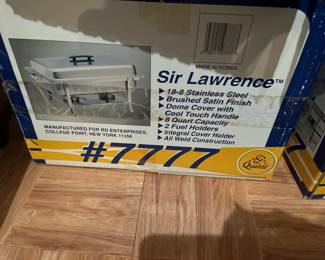 MADE IN KOREA
Sir Lawrence™
▸ 18-8 Stainless Steel
▸ Brushed Satin Finish
▸ Dome Cover with
Cool Touch Handle
▸ 8 Quart Capacity
▸ 2 Fuel Holders
▸ Integral Cover Holder
▸ All Weld Construction
MANUFACTURED FOR RO ENTERPRISES,
COLLEGE POINT, NEW YORK 11356
#7777
Quality